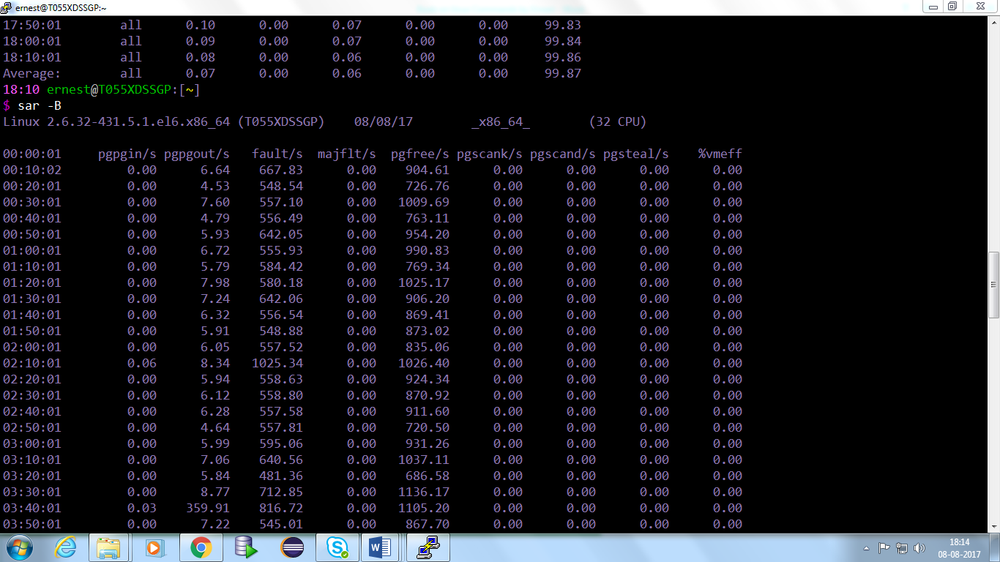 ernest@T055XDSSGP:~
17:50:01 all 0.10 0.00 0.07 0.00 0.00 99.83
18:00:01 all 0.09 0.00 0.07 0.00 0.00 99.84
18:10:01 all 0.08 0.00 0.06 0.00 0.00 99.86
Average: all 0.07 0.00 0.06 0.00 0.00 99.87
18:10 ernest@T055XDSSGP:[~]
$ sar -B
Linux 2.6.32-431.5.1.el6.x86_64 (T055XDSSGP) 08/08/17 _x86_64_ (32 CPU)
00:00:01 pgpgin/s pgpgout/s fault/s majflt/s pgfree/s pgscank/s pgscand/s pgsteal/s %vmeff
00:10:02 0.00 6.64 667.83 0.00 904.61 0.00 0.00 0.00 0.00
00:20:01 0.00 4.53 548.54 0.00 726.76 0.00 0.00 0.00 0.00
00:30:01 0.00 7.60 557.10 0.00 1009.69 0.00 0.00 0.00 0.00
00:40:01 0.00 4.79 556.49 0.00 763.11 0.00 0.00 0.00 0.00
00:50:01 0.00 5.93 642.05 0.00 954.20 0.00 0.00 0.00 0.00
01:00:01 0.00 6.72 555.93 0.00 990.83 0.00 0.00 0.00 0.00
01:10:01 0.00 5.79 584.42 0.00 769.34 0.00 0.00 0.00 0.00
01:20:01 0.00 7.98 580.18 0.00 1025.17 0.00 0.00 0.00 0.00
01:30:01 0.00 7.24 642.06 0.00 906.20 0.00 0.00 0.00 0.00
01:40:01 0.00 6.32 556.54 0.00 869.41 0.00 0.00 0.00 0.00
01:50:01 0.00 5.91 548.88 0.00 873.02 0.00 0.00 0.00 0.00
02:00:01 0.00 6.05 557.52 0.00 835.06 0.00 0.00 0.00 0.00
02:10:01 0.06 8.34 1025.34 0.00 1026.40 0.00 0.00 0.00 0.00
02:20:01 0.00 5.94 558.63 0.00 924.34 0.00 0.00 0.00 0.00
02:30:01 0.00 6.12 558.80 0.00 870.92 0.00 0.00 0.00 0.00
02:40:01 0.00 6.28 557.58 0.00 911.60 0.00 0.00 0.00 0.00
02:50:01 0.00 4.64 557.81 0.00 720.50 0.00 0.00 0.00 0.00
03:00:01 0.00 5.99 595.06 0.00 931.26 0.00 0.00 0.00 0.00
03:10:01 0.00 7.06 640.56 0.00 1037.11 0.00 0.00 0.00 0.00
03:20:01 0.00 5.84 481.36 0.00 686.58 0.00 0.00 0.00 0.00
03:30:01 0.00 8.77 712.85 0.00 1136.17 0.00 0.00 0.00 0.00
03:40:01 0.03 359.91 816.72 0.00 1105.20 0.00 0.00 0.00 0.00
03:50:01 0.00 7.22 545.01 0.00 867.70 0.00 0.00 0.00 0.00
18:14
08-08-2017